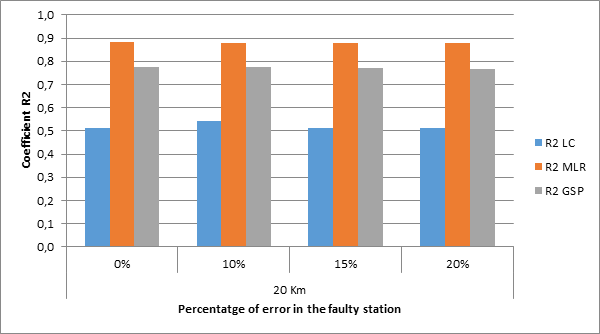 1,0
0,9
0,8
0,7
0,6
0,5
0,4
0,3
0,2
0,1
0,0
Coefficient R2
0% 10% 15% 20%
20 Km
Percentatge of error in the faulty station
R2 LC
R2 MLR
R2 GSP